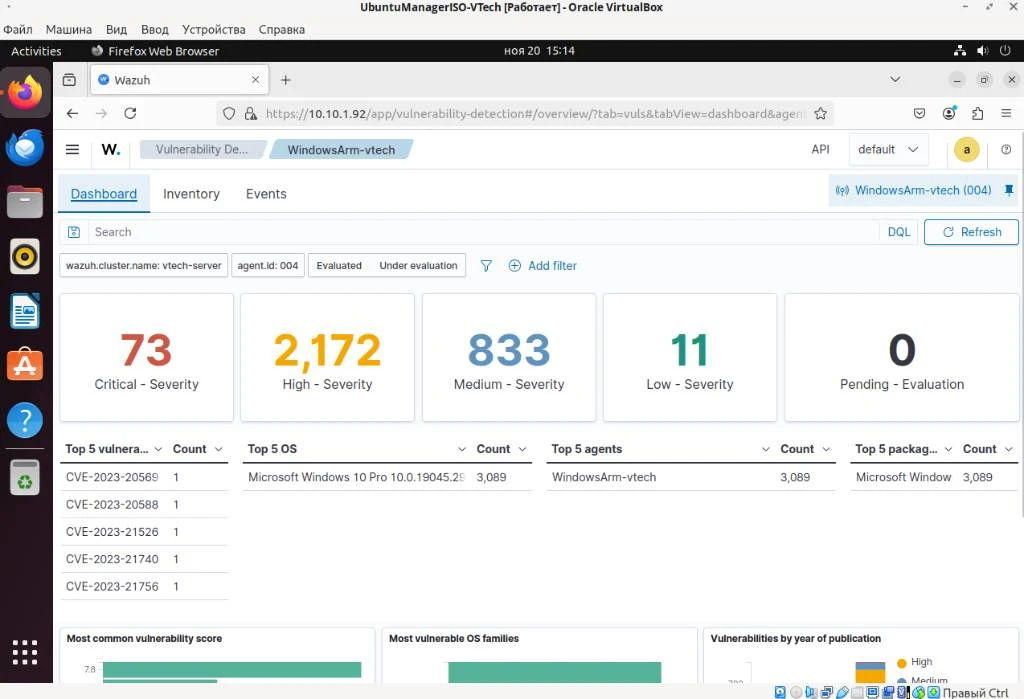 UbuntuManagerISO-VTech [Работает] - Oracle VirtualBox
Файл Машина Вид Ввод Устройства Справка
Activities Firefox Web Browser ноя 20 15:14
Wazuh
https://10.10.1.92/app/vulnerability-detection#/overview/?tab=vuls&tabView=dashboard&agen
W. Vulnerability De... WindowsArm-vtech API default a
Dashboard Inventory Events WindowsArm-vtech (004)
Search DQL Refresh
wazuh.cluster.name: vtech-server agent.id: 004 Evaluated Under evaluation Add filter
73 2,172 833 11 0
Critical - Severity High - Severity Medium - Severity Low - Severity Pending - Evaluation
Top 5 vulnera... Count Top 5 OS Count Top 5 agents Count Top 5 packag... Count
CVE-2023-20569 1 Microsoft Windows 10 Pro 10.0.19045.29 3,089 WindowsArm-vtech 3,089 Microsoft Window 3,089
CVE-2023-20588 1
CVE-2023-21526 1
CVE-2023-21740 1
CVE-2023-21756 1
Most common vulnerability score Most vulnerable OS families Vulnerabilities by year of publication
7.8 High
Medium
Правый Ctrl